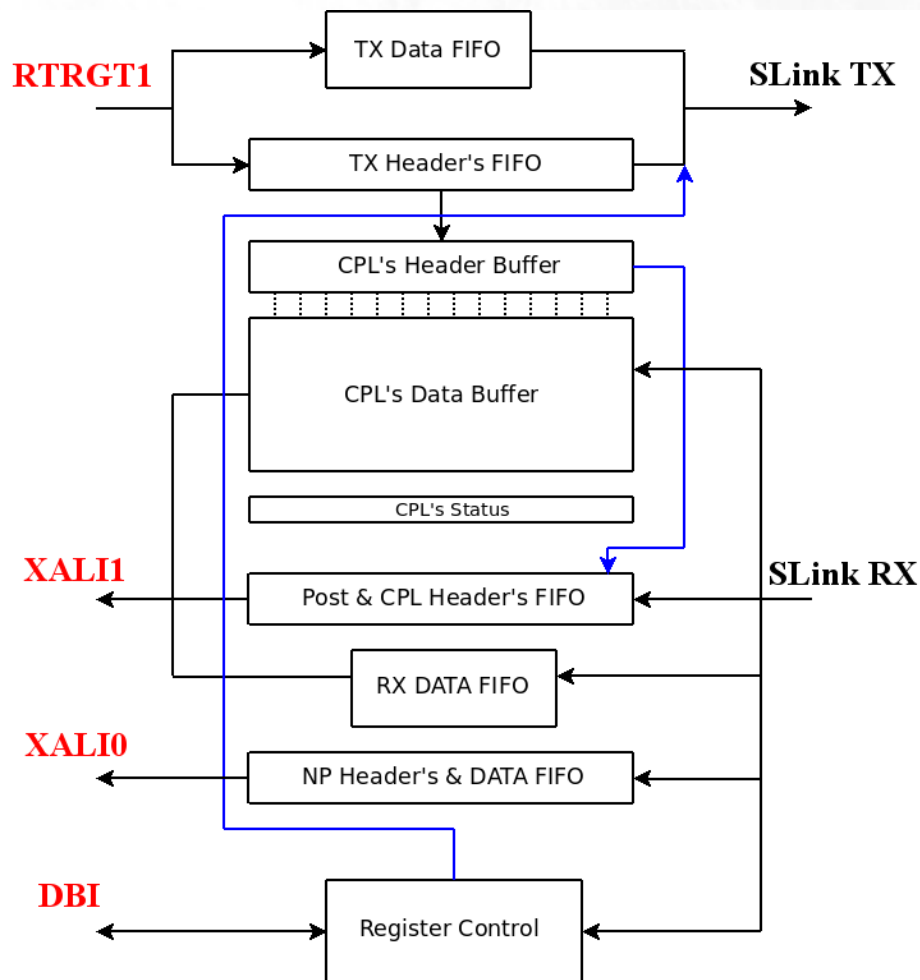 TX Data FIFO
RTRGT1
SLink TX
TX Header's FIFO
CPL's Header Buffer
CPL's Data Buffer
CPL's Status
XALI1
SLink RX
Post & CPL Header's FIFO
RX DATA FIFO
XALI0
NP Header's & DATA FIFO
DBI
Register Control